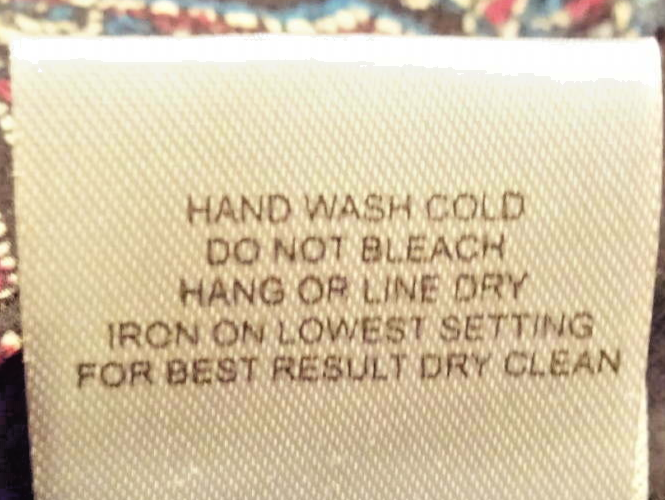 HAND WASH COLD
DO NOT BLEACH
HANG OR LINE DRY
IRON ON LOWEST SETTING
FOR BEST RESULT DRY CLEAN